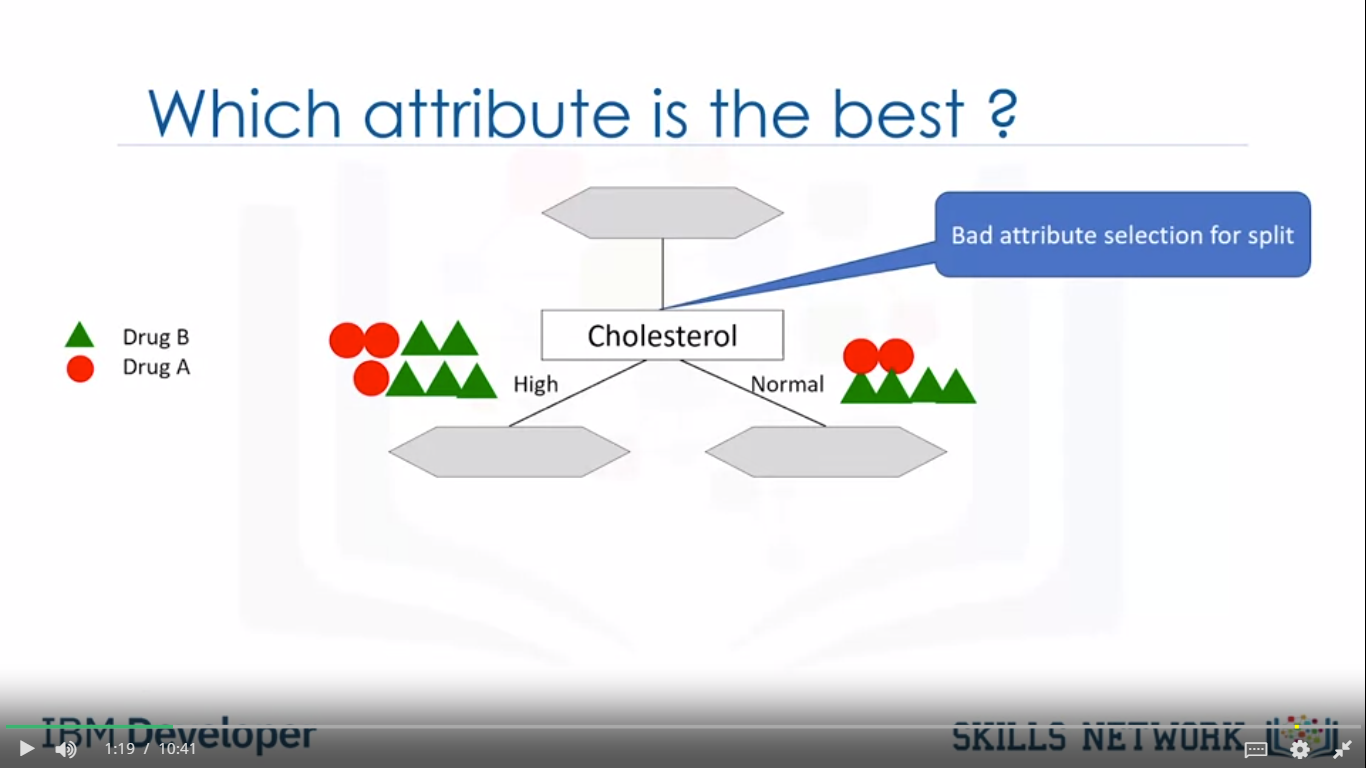 Which attribute is the best ?
Bad attribute selection for split
Drug B
Drug A
Cholesterol
High
Normal
IBM Developer
SKILLS NETWORK
1:19 / 10:41